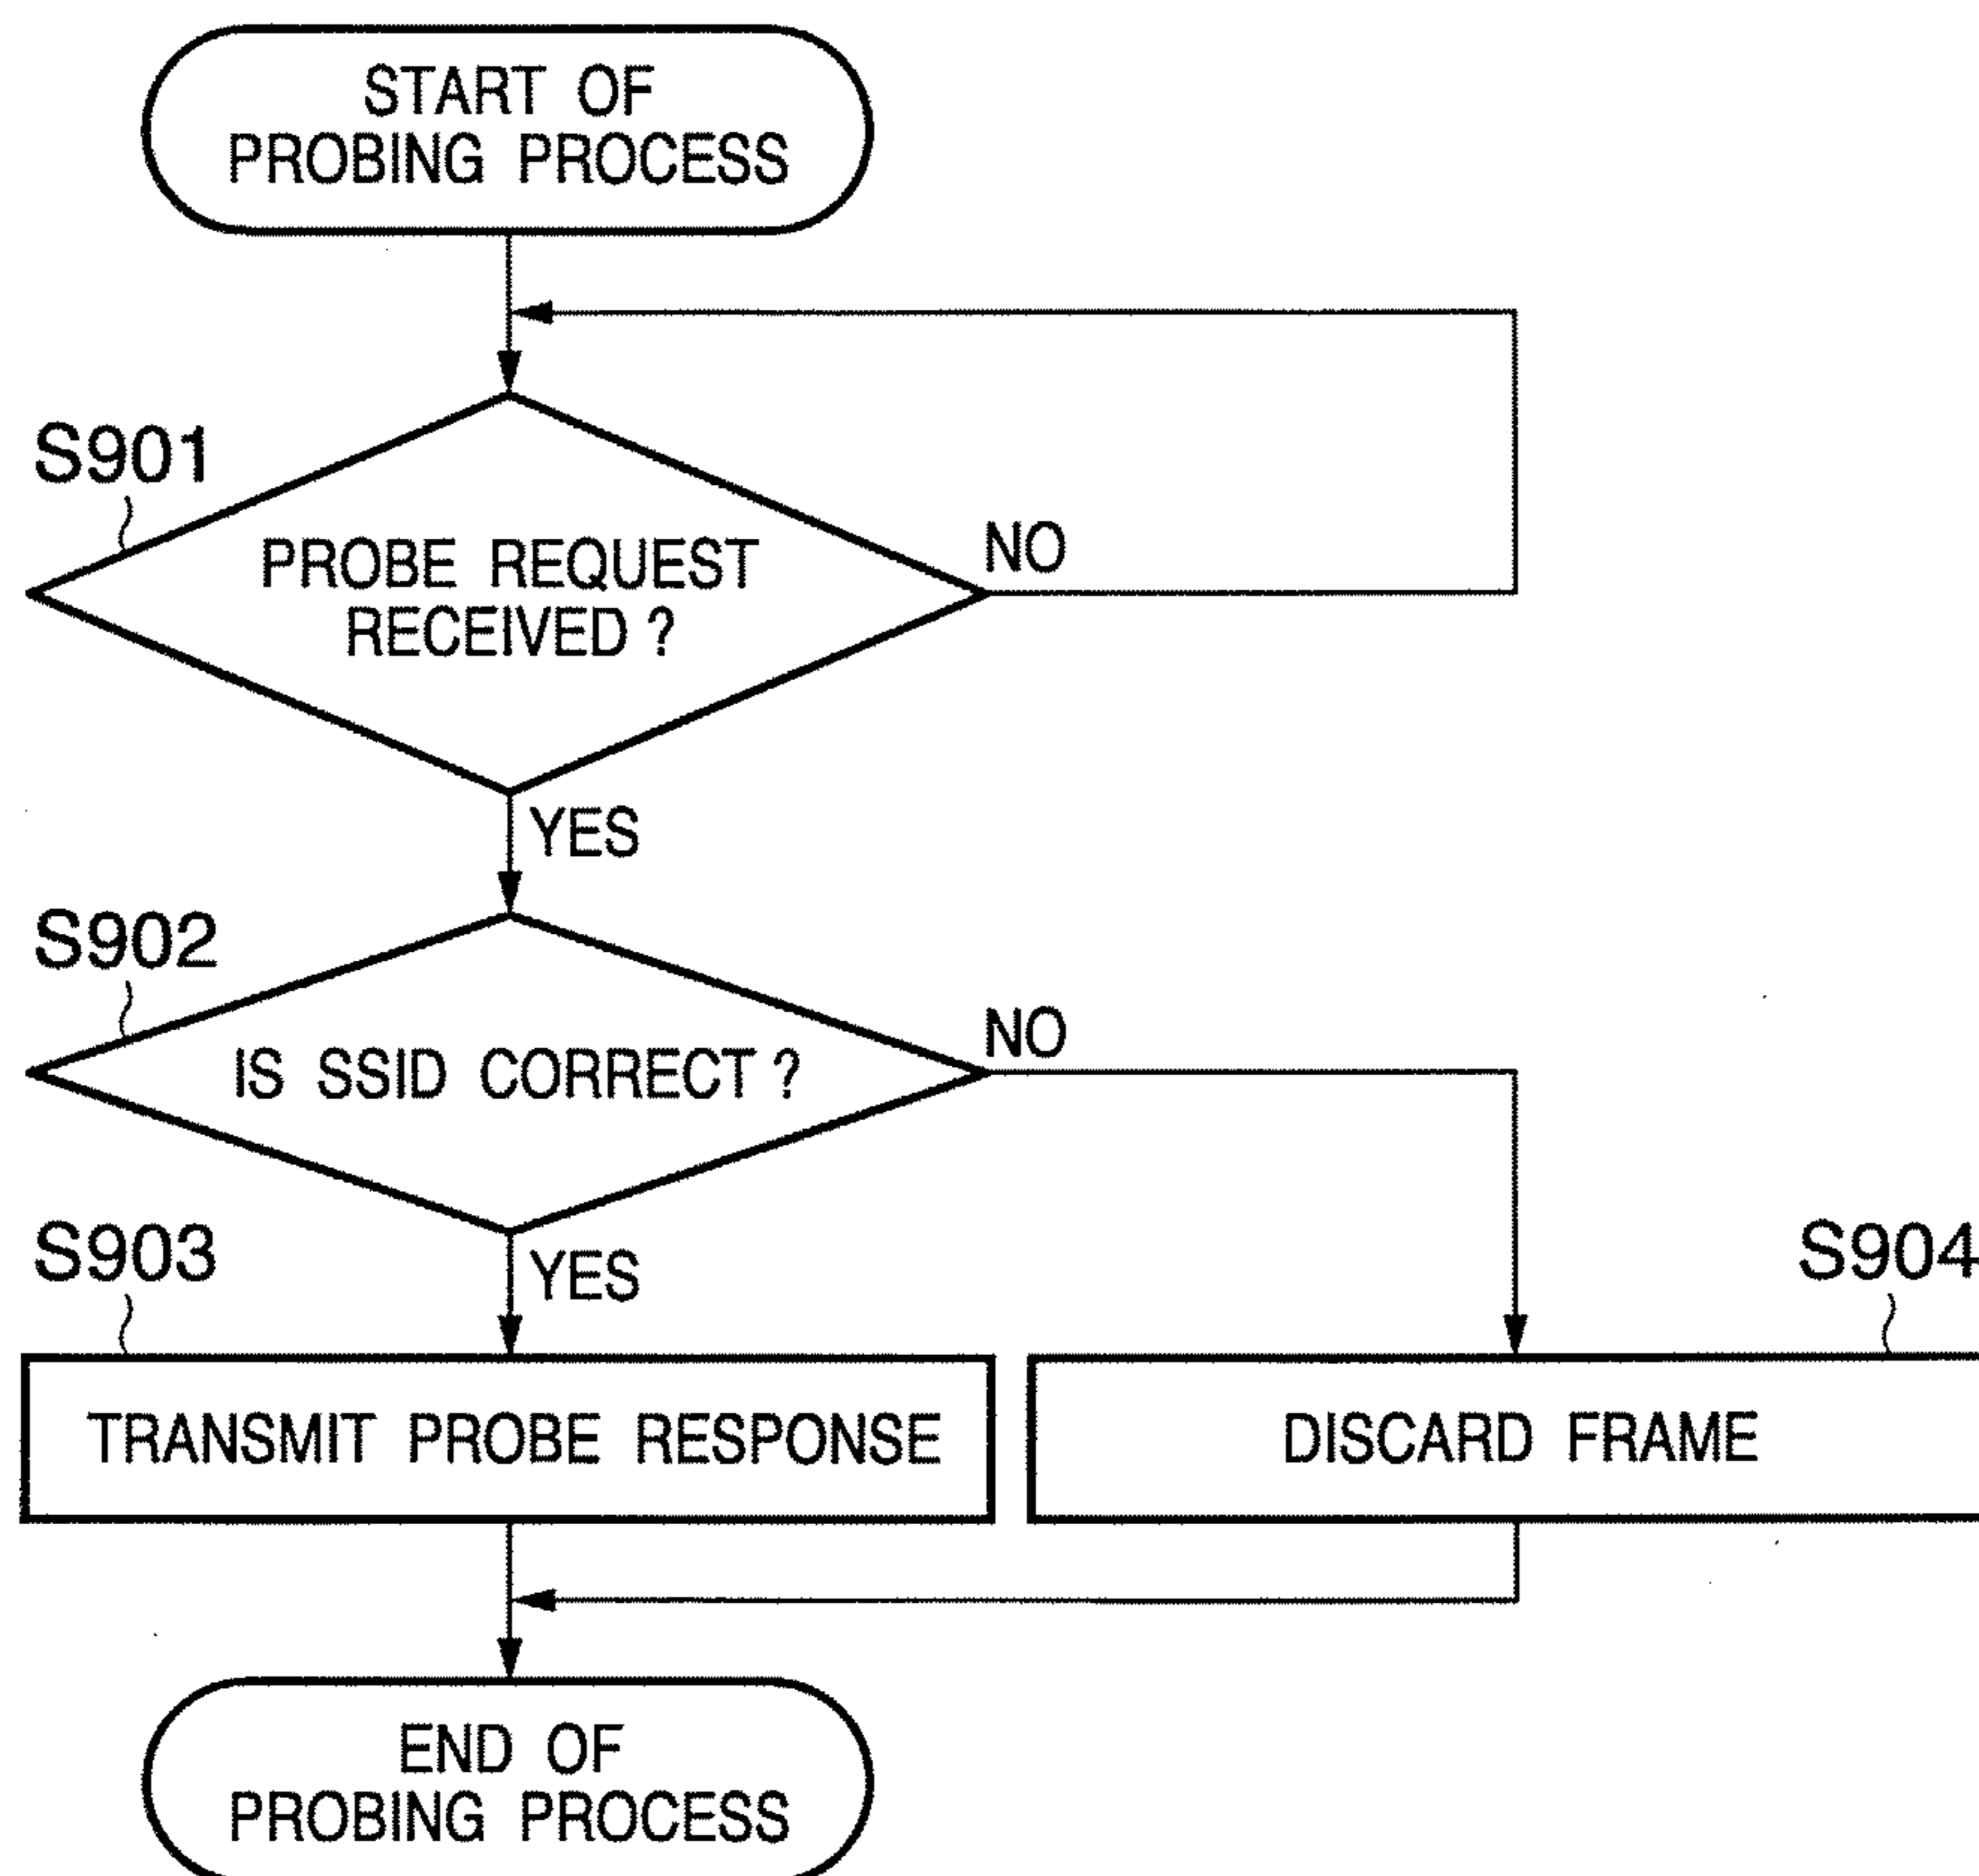 START OF
PROBING PROCESS
S901
PROBE REQUEST
RECEIVED ?
NO
YES
S902
IS SSID CORRECT ?
NO
YES
S903
S904
TRANSMIT PROBE RESPONSE
DISCARD FRAME
END OF
PROBING PROCESS